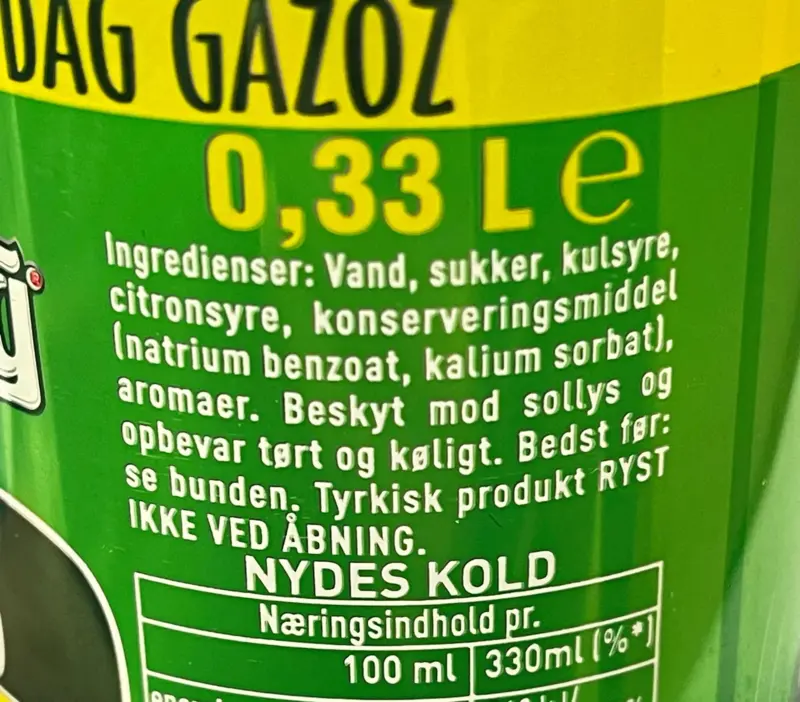 DAG GAZOZ
0,33 L e
Ingredienser: Vand, sukker, kulsyre,
citronsyre, konserveringsmiddel
(natrium benzoat, kalium sorbat),
aromaer. Beskyt mod sollys og
opbevar tørt og køligt. Bedst før:
se bunden. Tyrkisk produkt RYST
IKKE VED ÅBNING.
NYDES KOLD
Næringsindhold pr.
100 ml 330ml (%*)